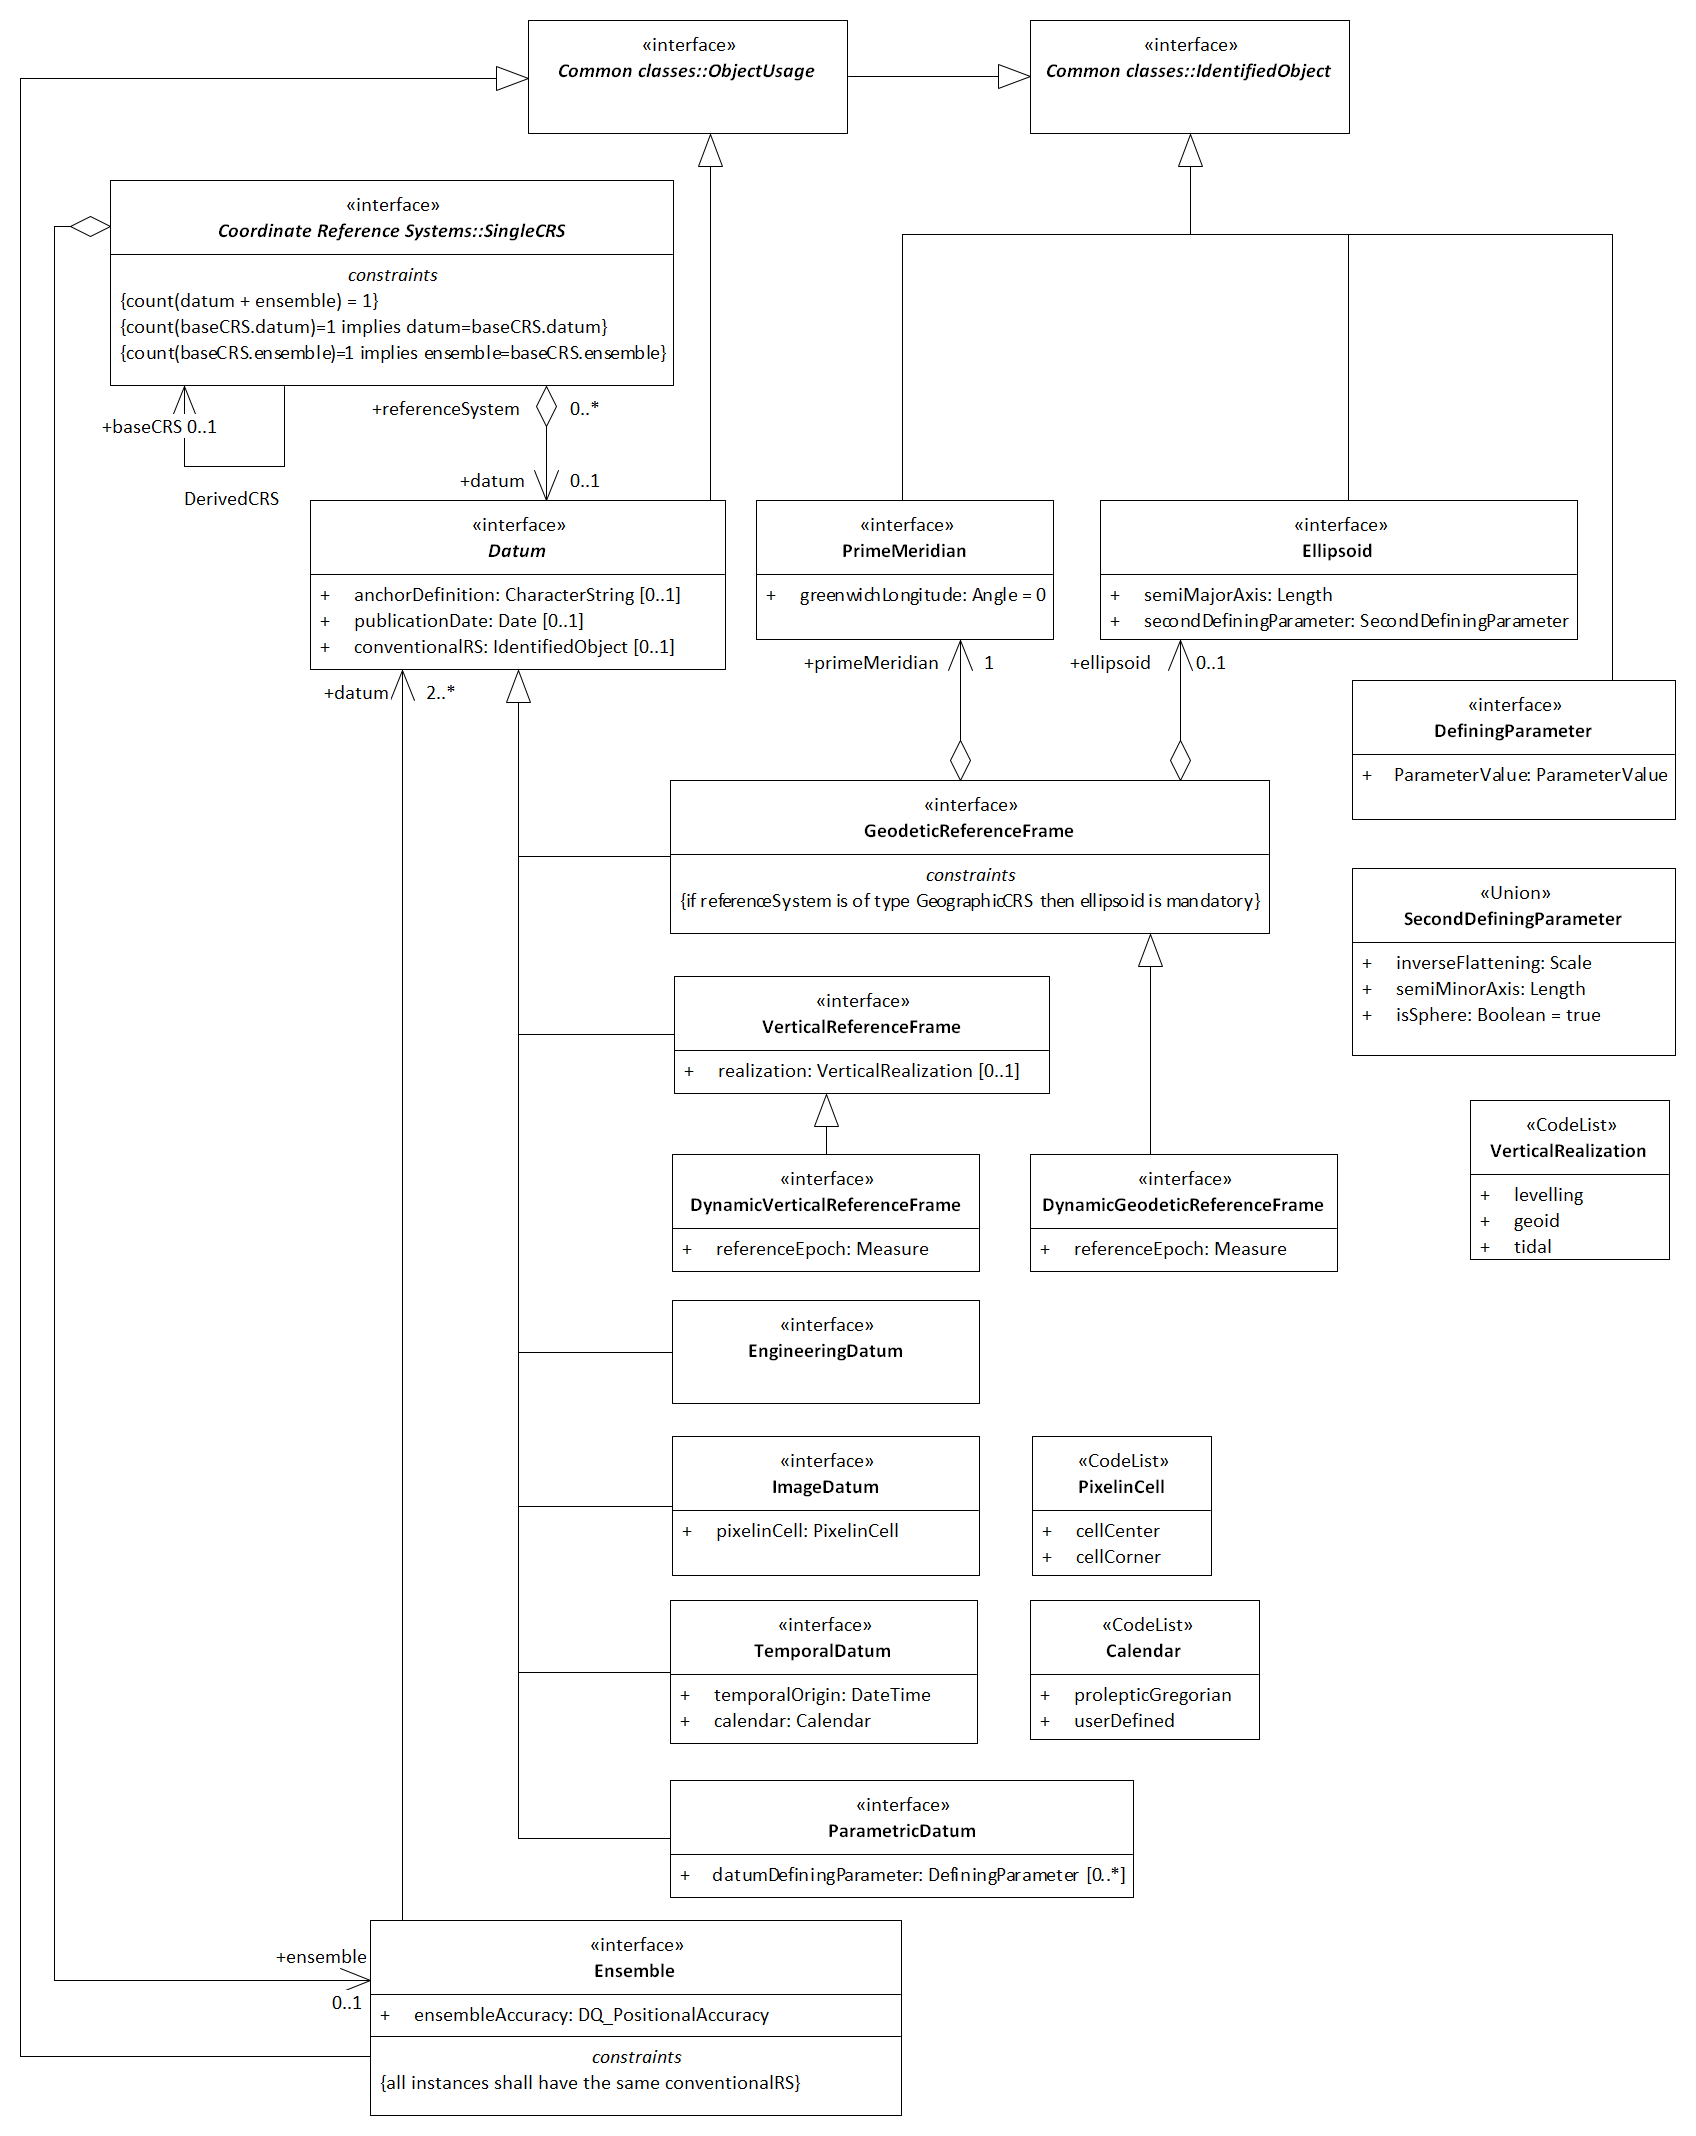 «interface»
Common classes::ObjectUsage
«interface»
Common classes::IdentifiedObject
«interface»
Coordinate Reference Systems::SingleCRS
constraints
{count(datum + ensemble) = 1}
{count(baseCRS.datum)=1 implies datum=baseCRS.datum}
{count(baseCRS.ensemble)=1 implies ensemble=baseCRS.ensemble}
+referenceSystem 0..*
+baseCRS 0..1
+datum 0..1
DerivedCRS
«interface»
Datum
+ anchorDefinition: CharacterString [0..1]
+ publicationDate: Date [0..1]
+ conventionalRS: IdentifiedObject [0..1]
«interface»
PrimeMeridian
+ greenwichLongitude: Angle = 0
«interface»
Ellipsoid
+ semiMajorAxis: Length
+ secondDefiningParameter: SecondDefiningParameter
+datum 2..*
+primeMeridian 1
+ellipsoid 0..1
«interface»
DefiningParameter
+ ParameterValue: ParameterValue
«interface»
GeodeticReferenceFrame
constraints
{if referenceSystem is of type GeographicCRS then ellipsoid is mandatory}
«Union»
SecondDefiningParameter
+ inverseFlattening: Scale
+ semiMinorAxis: Length
+ isSphere: Boolean = true
«interface»
VerticalReferenceFrame
+ realization: VerticalRealization [0..1]
«CodeList»
VerticalRealization
+ levelling
+ geoid
+ tidal
«interface»
DynamicVerticalReferenceFrame
+ referenceEpoch: Measure
«interface»
DynamicGeodeticReferenceFrame
+ referenceEpoch: Measure
«interface»
EngineeringDatum
«interface»
ImageDatum
+ pixelinCell: PixelinCell
«CodeList»
PixelinCell
+ cellCenter
+ cellCorner
«interface»
TemporalDatum
+ temporalOrigin: DateTime
+ calendar: Calendar
«CodeList»
Calendar
+ prolepticGregorian
+ userDefined
«interface»
ParametricDatum
+ datumDefiningParameter: DefiningParameter [0..*]
+ensemble
0..1
«interface»
Ensemble
+ ensembleAccuracy: DQ_PositionalAccuracy
constraints
{all instances shall have the same conventionalRS}